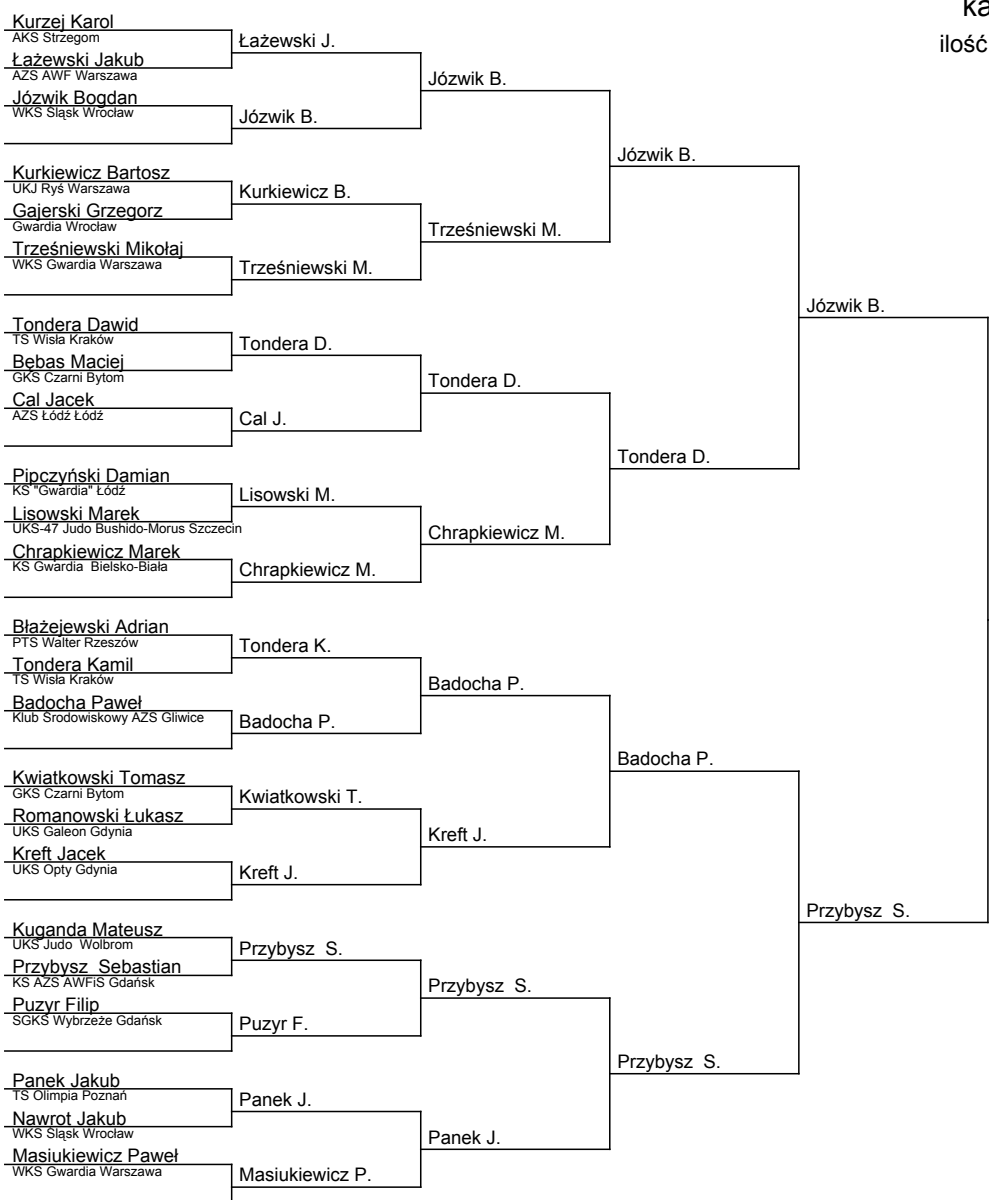 ka
ilość
Kurzej Karol
AKS Strzegom
Łażewski Jakub
AZS AWF Warszawa
Józwik Bogdan
WKS Śląsk Wrocław
Kurkiewicz Bartosz
UKJ Ryś Warszawa
Gajerski Grzegorz
Gwardia Wrocław
Trześniewski Mikołaj
WKS Gwardia Warszawa
Tondera Dawid
TS Wisła Kraków
Bębas Maciej
GKS Czarni Bytom
Cal Jacek
AZS Łódź Łódź
Pipczyński Damian
KS "Gwardia" Łódź
Lisowski Marek
UKS-47 Judo Bushido-Morus Szczecin
Chrapkiewicz Marek
KS Gwardia Bielsko-Biała
Błażejewski Adrian
PTS Walter Rzeszów
Tondera Kamil
TS Wisła Kraków
Badocha Paweł
Klub Środowiskowy AZS Gliwice
Kwiatkowski Tomasz
GKS Czarni Bytom
Romanowski Łukasz
UKS Galeon Gdynia
Kreft Jacek
UKS Opty Gdynia
Kuganda Mateusz
UKS Judo Wolbrom
Przybysz Sebastian
KS AZS AWFiS Gdańsk
Puzyr Filip
SGKS Wybrzeże Gdańsk
Panek Jakub
TS Olimpia Poznań
Nawrot Jakub
WKS Śląsk Wrocław
Masiukiewicz Paweł
WKS Gwardia Warszawa
Łażewski J.
Józwik B.
Kurkiewicz B.
Trześniewski M.
Tondera D.
Cal J.
Lisowski M.
Chrapkiewicz M.
Tondera K.
Badocha P.
Kwiatkowski T.
Kreft J.
Przybysz S.
Puzyr F.
Panek J.
Masiukiewicz P.
Józwik B.
Trześniewski M.
Tondera D.
Chrapkiewicz M.
Badocha P.
Kreft J.
Przybysz S.
Panek J.
Józwik B.
Tondera D.
Badocha P.
Przybysz S.
Józwik B.
Przybysz S.